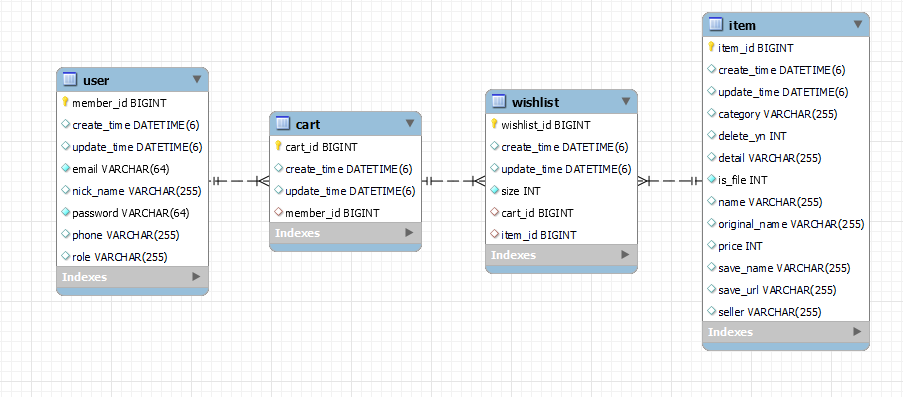 user
member_id BIGINT
create_time DATETIME(6)
update_time DATETIME(6)
email VARCHAR(64)
nick_name VARCHAR(255)
password VARCHAR(64)
phone VARCHAR(255)
role VARCHAR(255)
Indexes
cart
cart_id BIGINT
create_time DATETIME(6)
update_time DATETIME(6)
member_id BIGINT
Indexes
wishlist
wishlist_id BIGINT
create_time DATETIME(6)
update_time DATETIME(6)
size INT
cart_id BIGINT
item_id BIGINT
Indexes
item
item_id BIGINT
create_time DATETIME(6)
update_time DATETIME(6)
category VARCHAR(255)
delete_yn INT
detail VARCHAR(255)
is_file INT
name VARCHAR(255)
original_name VARCHAR(255)
price INT
save_name VARCHAR(255)
save_url VARCHAR(255)
seller VARCHAR(255)
Indexes